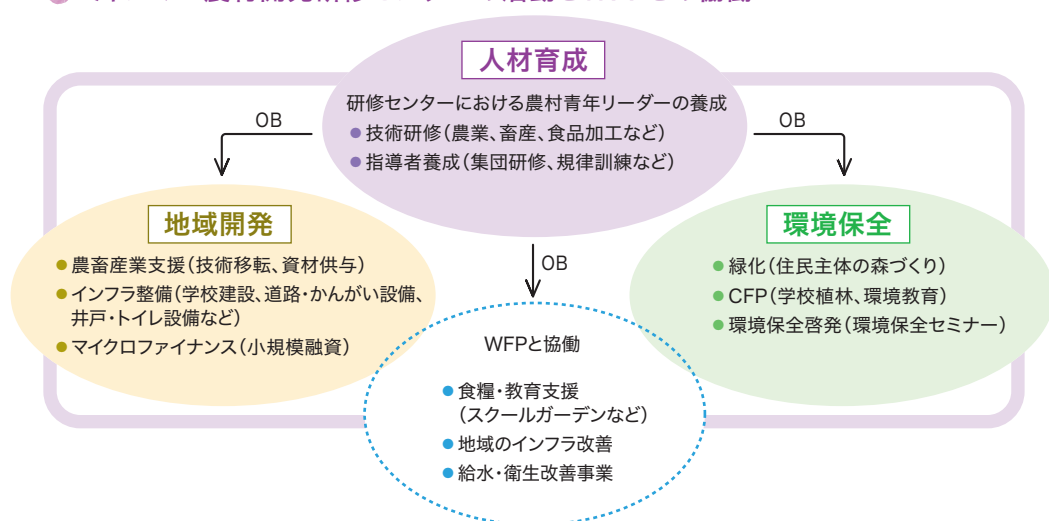 人材育成
研修センターにおける農村青年リーダーの養成
●技術研修(農業、畜産、食品加工など)
●指導者養成(集団研修、規律訓練など)
OB
OB
OB
地域開発
●農畜産業支援(技術移転、資材供与)
●インフラ整備(学校建設、道路・かんがい設備、
井戸・トイレ設備など)
●マイクロファイナンス(小規模融資)
環境保全
●緑化(住民主体の森づくり)
●CFP(学校植林、環境教育)
●環境保全啓発(環境保全セミナー)
WFPと協働
●食糧・教育支援
(スクールガーデンなど)
●地域のインフラ改善
●給水・衛生改善事業